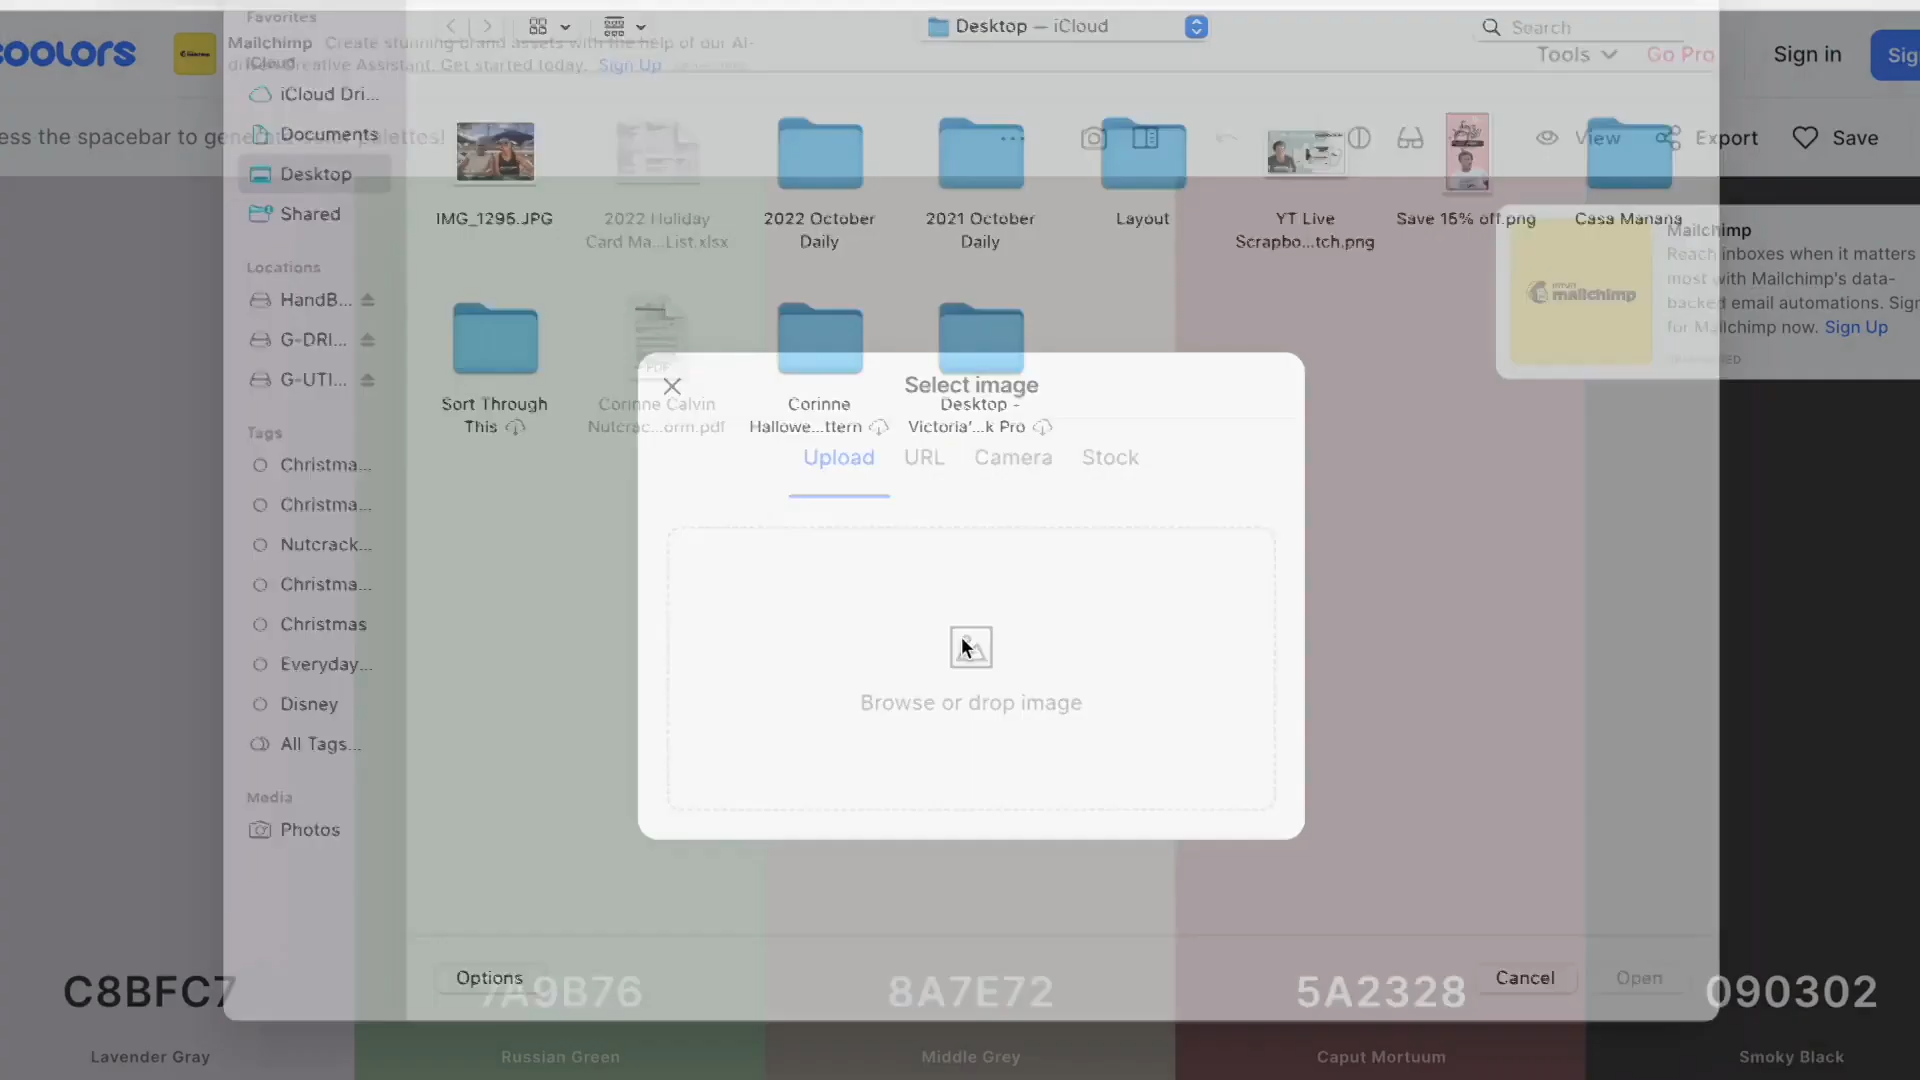 Favorites
Desktop — iCloud
Search
coolors
Mailchimp Create stunning brand assets with the help of our AI-
driven Creative Assistant. Get started today. Sign Up
iCloud
Tools
Go Pro
Sign in
Sig
iCloud Dri...
ess the spacebar to generate color palettes!
Documents
View
Export
Save
Desktop
Shared
IMG_1295.JPG
2022 Holiday
Card Ma...List.xlsx
2022 October
Daily
2021 October
Daily
Layout
YT Live
Scrapbo...tch.png
Save 15% off.png
Casa Manana
Mailchimp
Reach inboxes when it matters
most with Mailchimp's data-
backed email automations. Sign
for Mailchimp now. Sign Up
intuit
mailchimp
Locations
HandB...
G-DRI...
G-UTI...
PDF
Select image
Sort Through
This
Corinne Calvin
Nutcrac...orm.pdf
Corinne
Hallowe...ttern
Desktop -
Victoria'...k Pro
Upload
URL
Camera
Stock
Tags
Christma...
Christma...
Nutcrack...
Christma...
Christmas
Everyday...
Disney
All Tags...
Browse or drop image
Media
Photos
Options
Cancel
Open
C8BFC7
7A9B76
8A7E72
5A2328
090302
Lavender Gray
Russian Green
Middle Grey
Caput Mortuum
Smoky Black